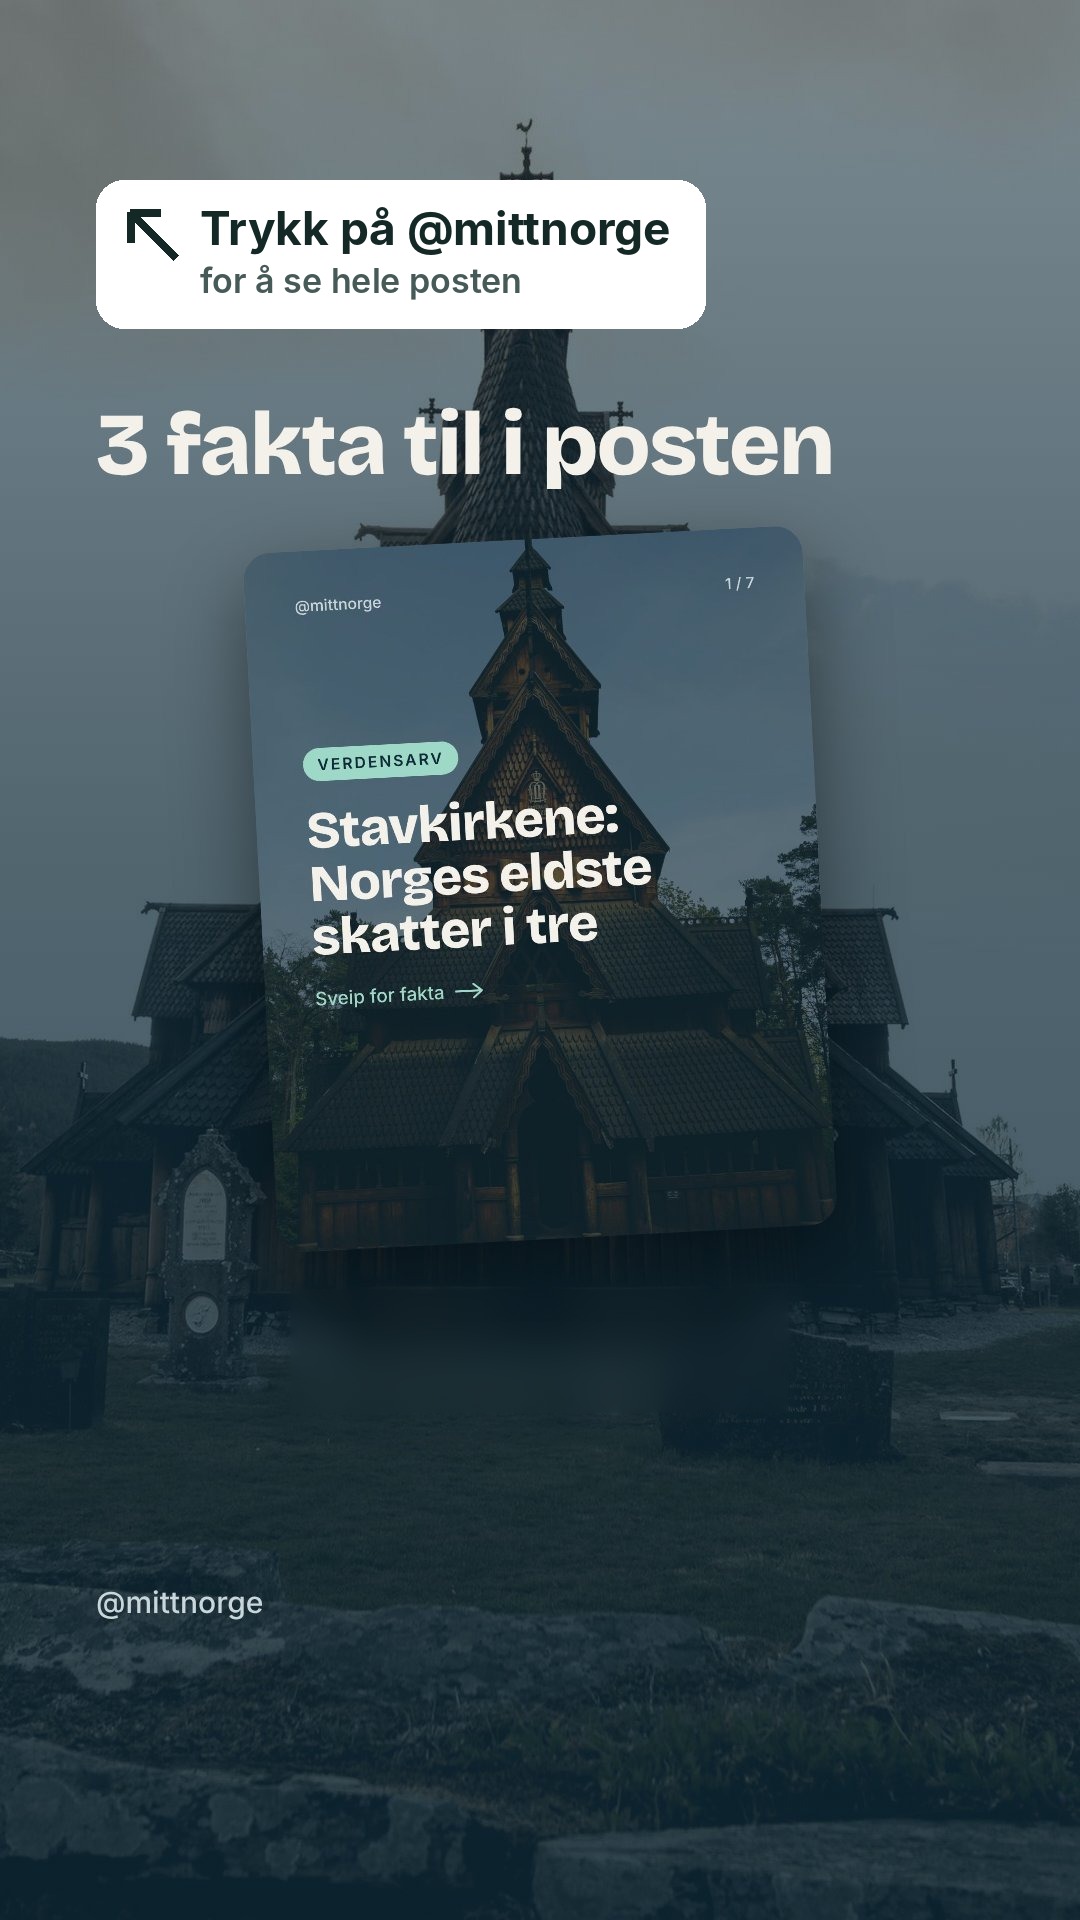 Trykk på @mittnorge
for å se hele posten
3 fakta til i posten
@mittnorge
1 / 7
VERDENSARV
Stavkirkene:
Norges eldste
skatter i tre
Sveip for fakta
@mittnorge